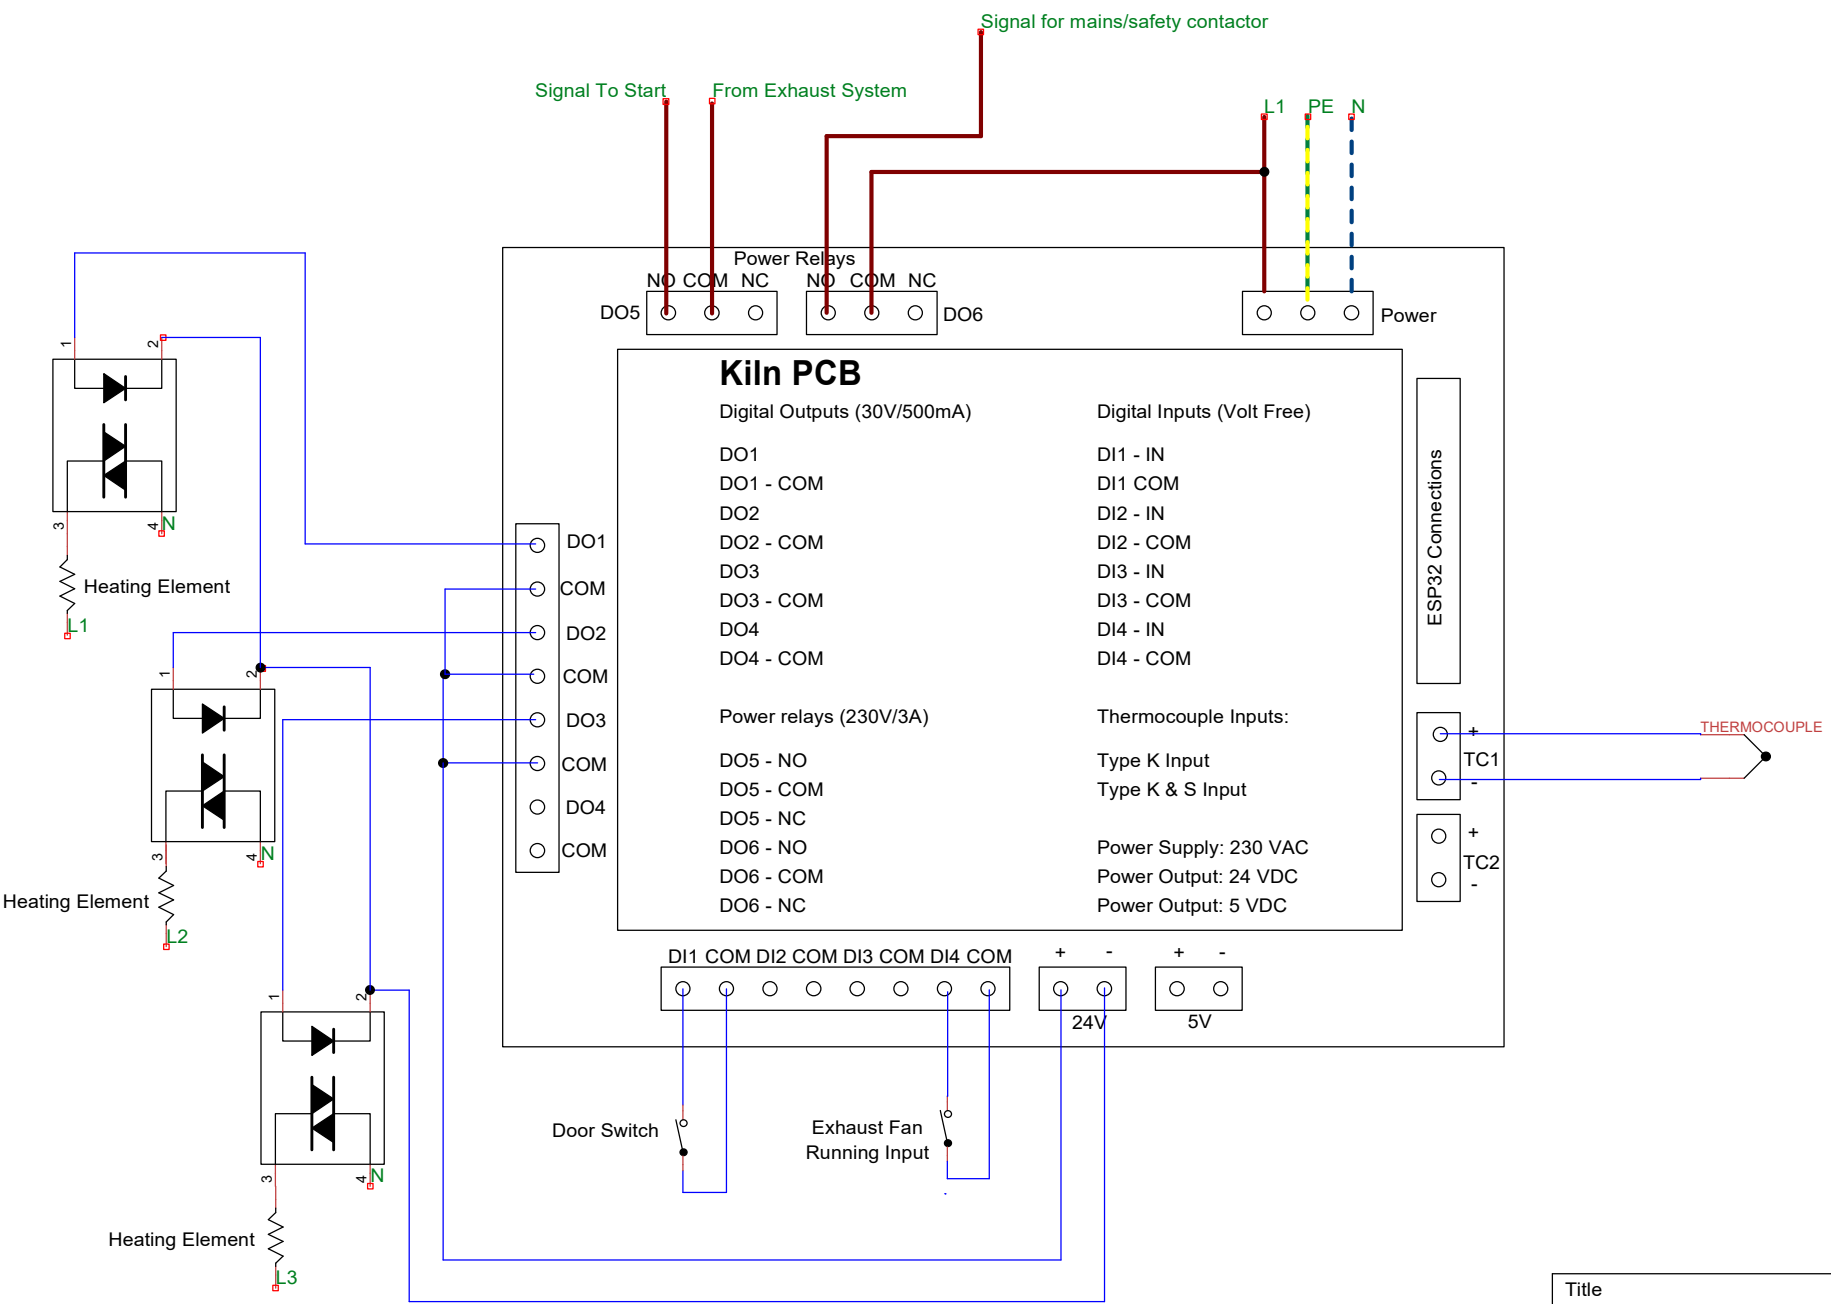 Signal for mains/safety contactor
Signal To Start
From Exhaust System
L1 PE N
Power Relays
NO COM NC
NO COM NC
DO5
DO6
Power
1
2
3
4
N
Heating Element
L1
1
2
3
4
N
Heating Element
L2
1
2
3
4
N
Heating Element
L3
DO1
COM
DO2
COM
DO3
COM
DO4
COM
Kiln PCB
Digital Outputs (30V/500mA)
DO1
DO1 - COM
DO2
DO2 - COM
DO3
DO3 - COM
DO4
DO4 - COM
Power relays (230V/3A)
DO5 - NO
DO5 - COM
DO5 - NC
DO6 - NO
DO6 - COM
DO6 - NC
Digital Inputs (Volt Free)
DI1 - IN
DI1 COM
DI2 - IN
DI2 - COM
DI3 - IN
DI3 - COM
DI4 - IN
DI4 - COM
Thermocouple Inputs:
Type K Input
Type K & S Input
Power Supply: 230 VAC
Power Output: 24 VDC
Power Output: 5 VDC
ESP32 Connections
+
TC1
-
+
TC2
-
THERMOCOUPLE
DI1 COM DI2 COM DI3 COM DI4 COM
+ -
24V
+ -
5V
Door Switch
Exhaust Fan
Running Input
Title